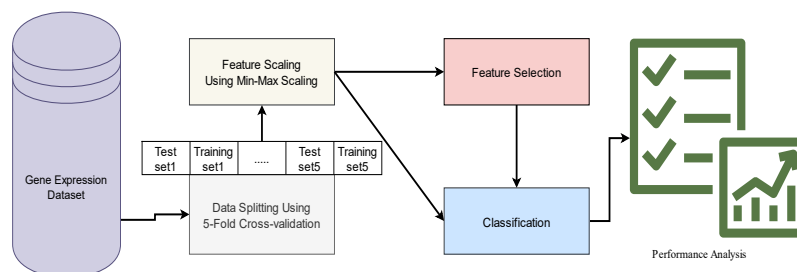 Gene Expression
Dataset
Feature Scaling
Using Min-Max Scaling
Feature Selection
Test
set1
Training
set1
.....
Test
set5
Training
set5
Data Splitting Using
5-Fold Cross-validation
Classification
Performance Analysis